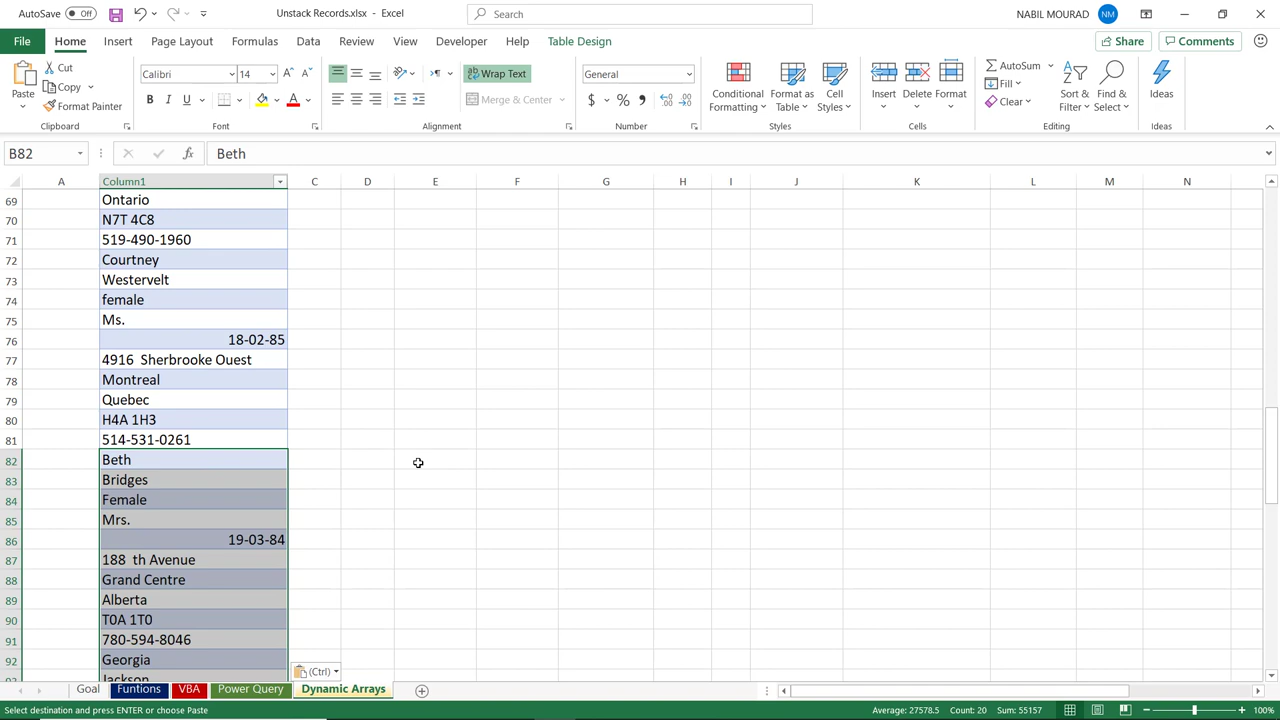 AutoSave Off Unstack Records.xlsx - Excel Search NABIL MOURAD NM
File Home Insert Page Layout Formulas Data Review View Developer Help Table Design Share Comments
Paste Cut Copy Format Painter
Calibri 14 A A B I U A
ab Wrap Text Merge & Center
General $ % ,
Conditional Formatting Format as Table Cell Styles
Insert Delete Format
AutoSum Fill Clear Sort & Filter Find & Select Ideas
Clipboard Font Alignment Number Styles Cells Editing Ideas
B82 fx Beth
A Column1 C D E F G H I J K L M N
69 Ontario
70 N7T 4C8
71 519-490-1960
72 Courtney
73 Westervelt
74 female
75 Ms.
76 18-02-85
77 4916  Sherbrooke Ouest
78 Montreal
79 Quebec
80 H4A 1H3
81 514-531-0261
82 Beth
83 Bridges
84 Female
85 Mrs.
86 19-03-84
87 188  th Avenue
88 Grand Centre
89 Alberta
90 T0A 1T0
91 780-594-8046
92 Georgia
93 Jackson
(Ctrl)
Goal Funtions VBA Power Query Dynamic Arrays
Select destination and press ENTER or choose Paste Average: 27578.5 Count: 20 Sum: 55157 100%